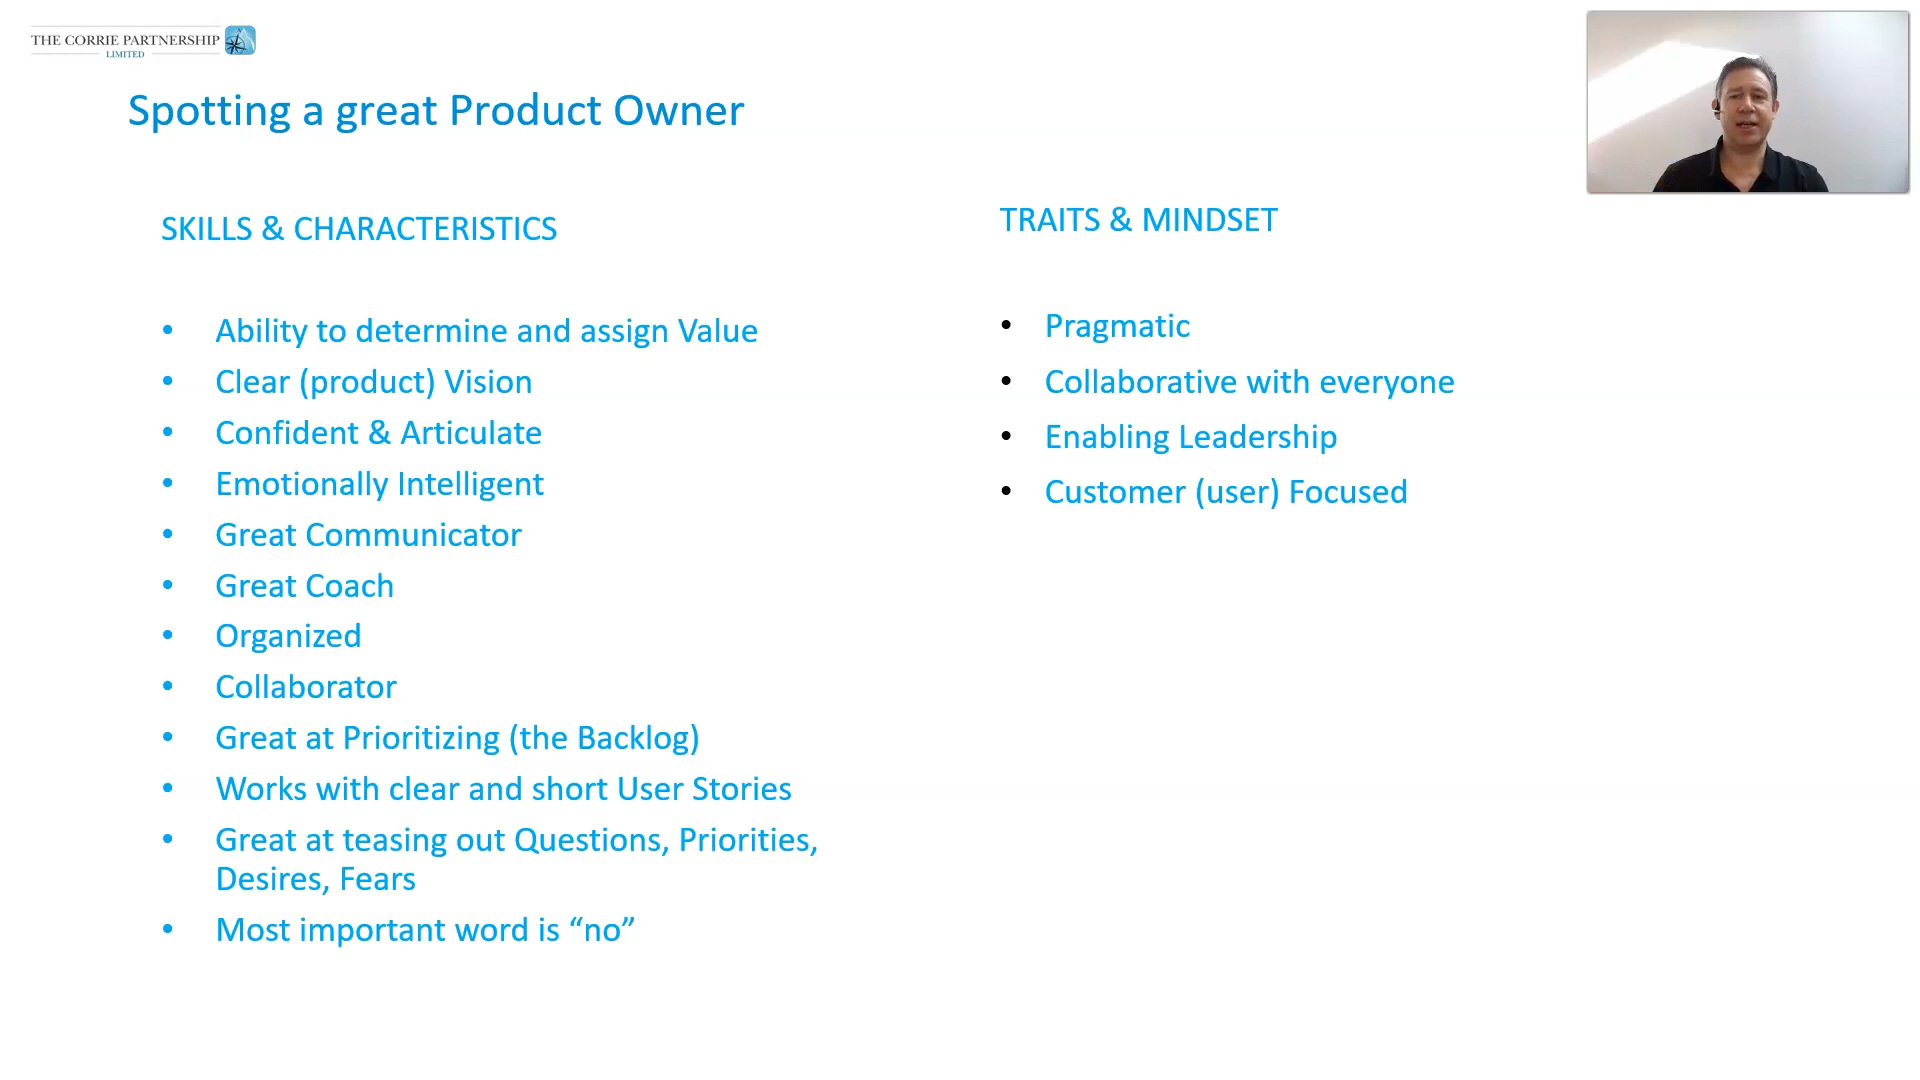 THE CORRIE PARTNERSHIP
LIMITED
Spotting a great Product Owner
SKILLS & CHARACTERISTICS
• Ability to determine and assign Value
• Clear (product) Vision
• Confident & Articulate
• Emotionally Intelligent
• Great Communicator
• Great Coach
• Organized
• Collaborator
• Great at Prioritizing (the Backlog)
• Works with clear and short User Stories
• Great at teasing out Questions, Priorities,
Desires, Fears
• Most important word is “no”
TRAITS & MINDSET
• Pragmatic
• Collaborative with everyone
• Enabling Leadership
• Customer (user) Focused